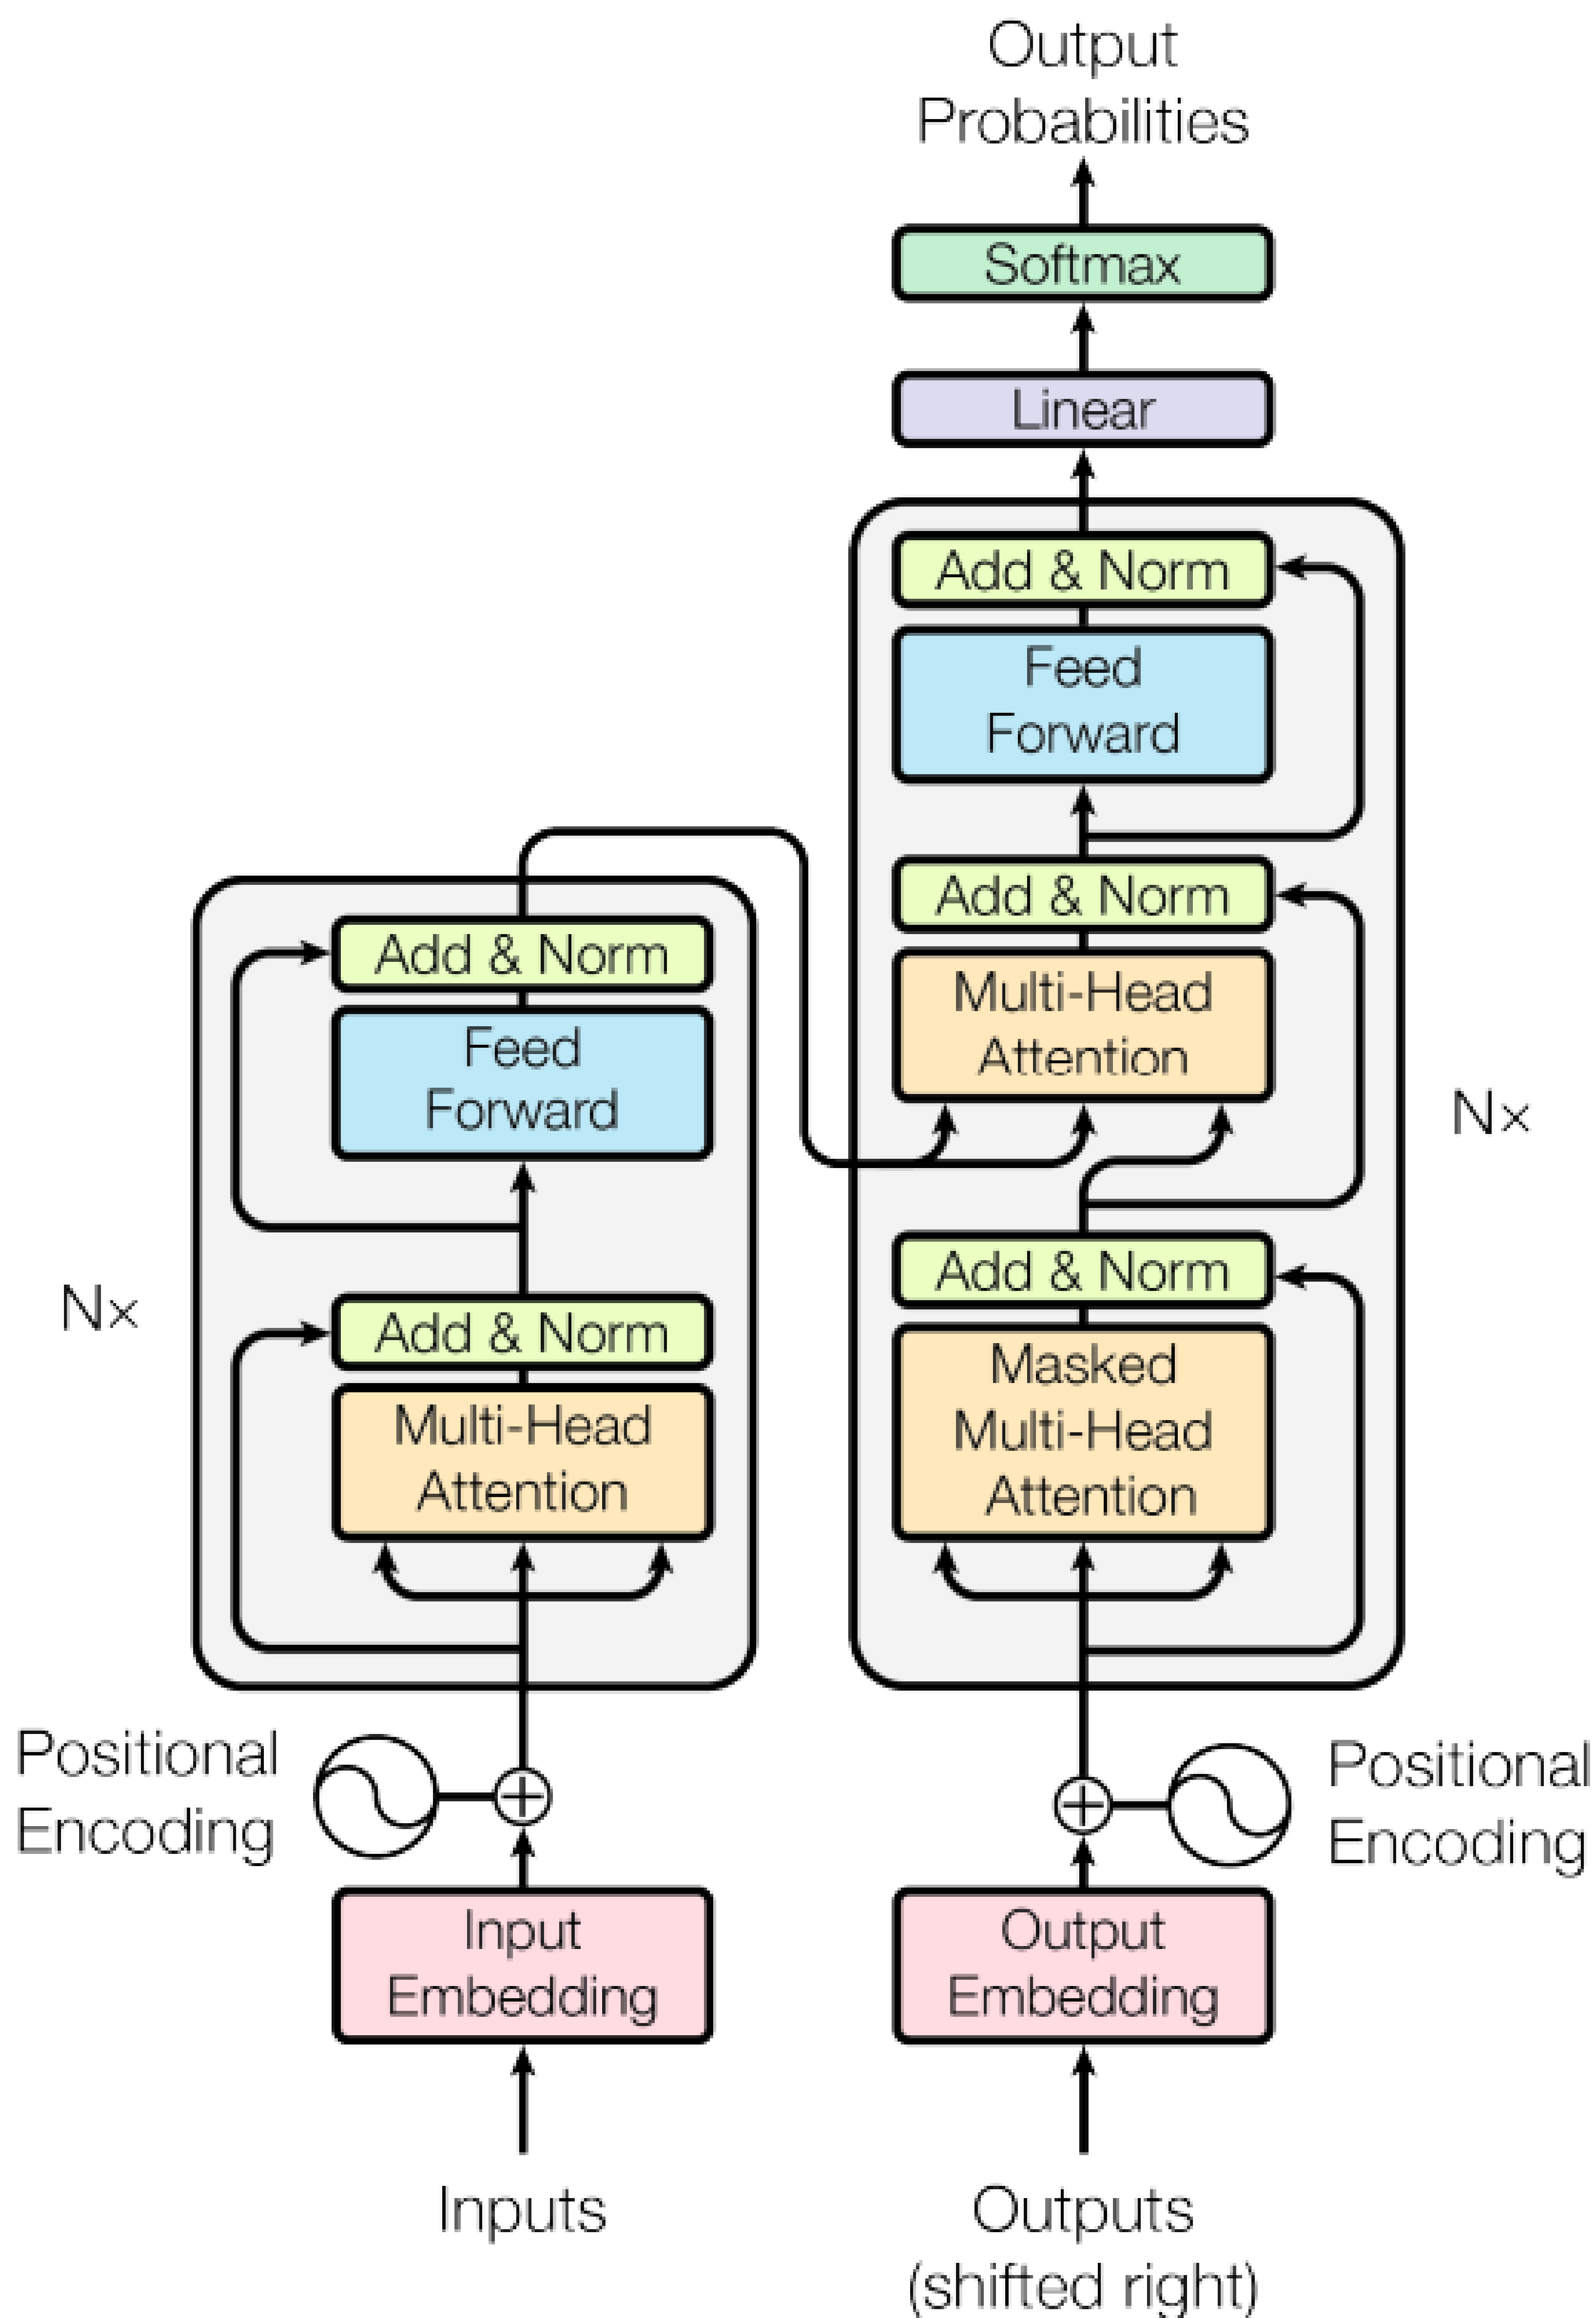 Output
Probabilities
Softmax
Linear
Add & Norm
Feed
Forward
Add & Norm
Multi-Head
Attention
Nx
Add & Norm
Masked
Multi-Head
Attention
Add & Norm
Feed
Forward
Nx
Add & Norm
Multi-Head
Attention
Positional
Encoding
Positional
Encoding
Input
Embedding
Output
Embedding
Inputs
Outputs
(shifted right)